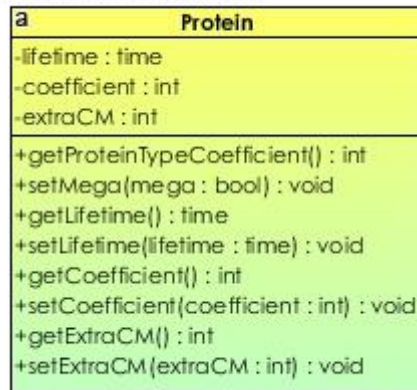 a Protein
-lifetime : time
-coefficient : int
-extraCM : int
+getProteinTypeCoefficient() : int
+setMega(mega : bool) : void
+getLifetime() : time
+setLifetime(lifetime : time) : void
+getCoefficient() : int
+setCoefficient(coefficient : int) : void
+getExtraCM() : int
+setExtraCM(extraCM : int) : void